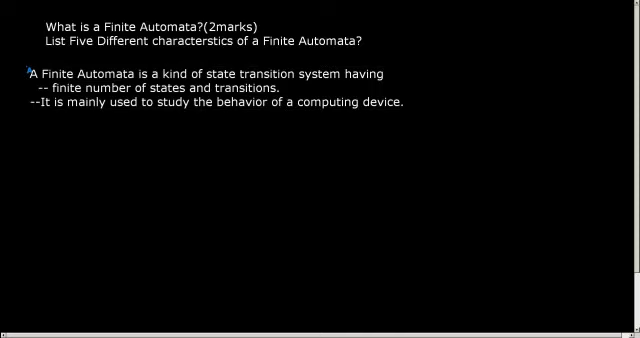 What is a Finite Automata?(2marks)
List Five Different characterstics of a Finite Automata?
A Finite Automata is a kind of state transition system having
-- finite number of states and transitions.
--It is mainly used to study the behavior of a computing device.